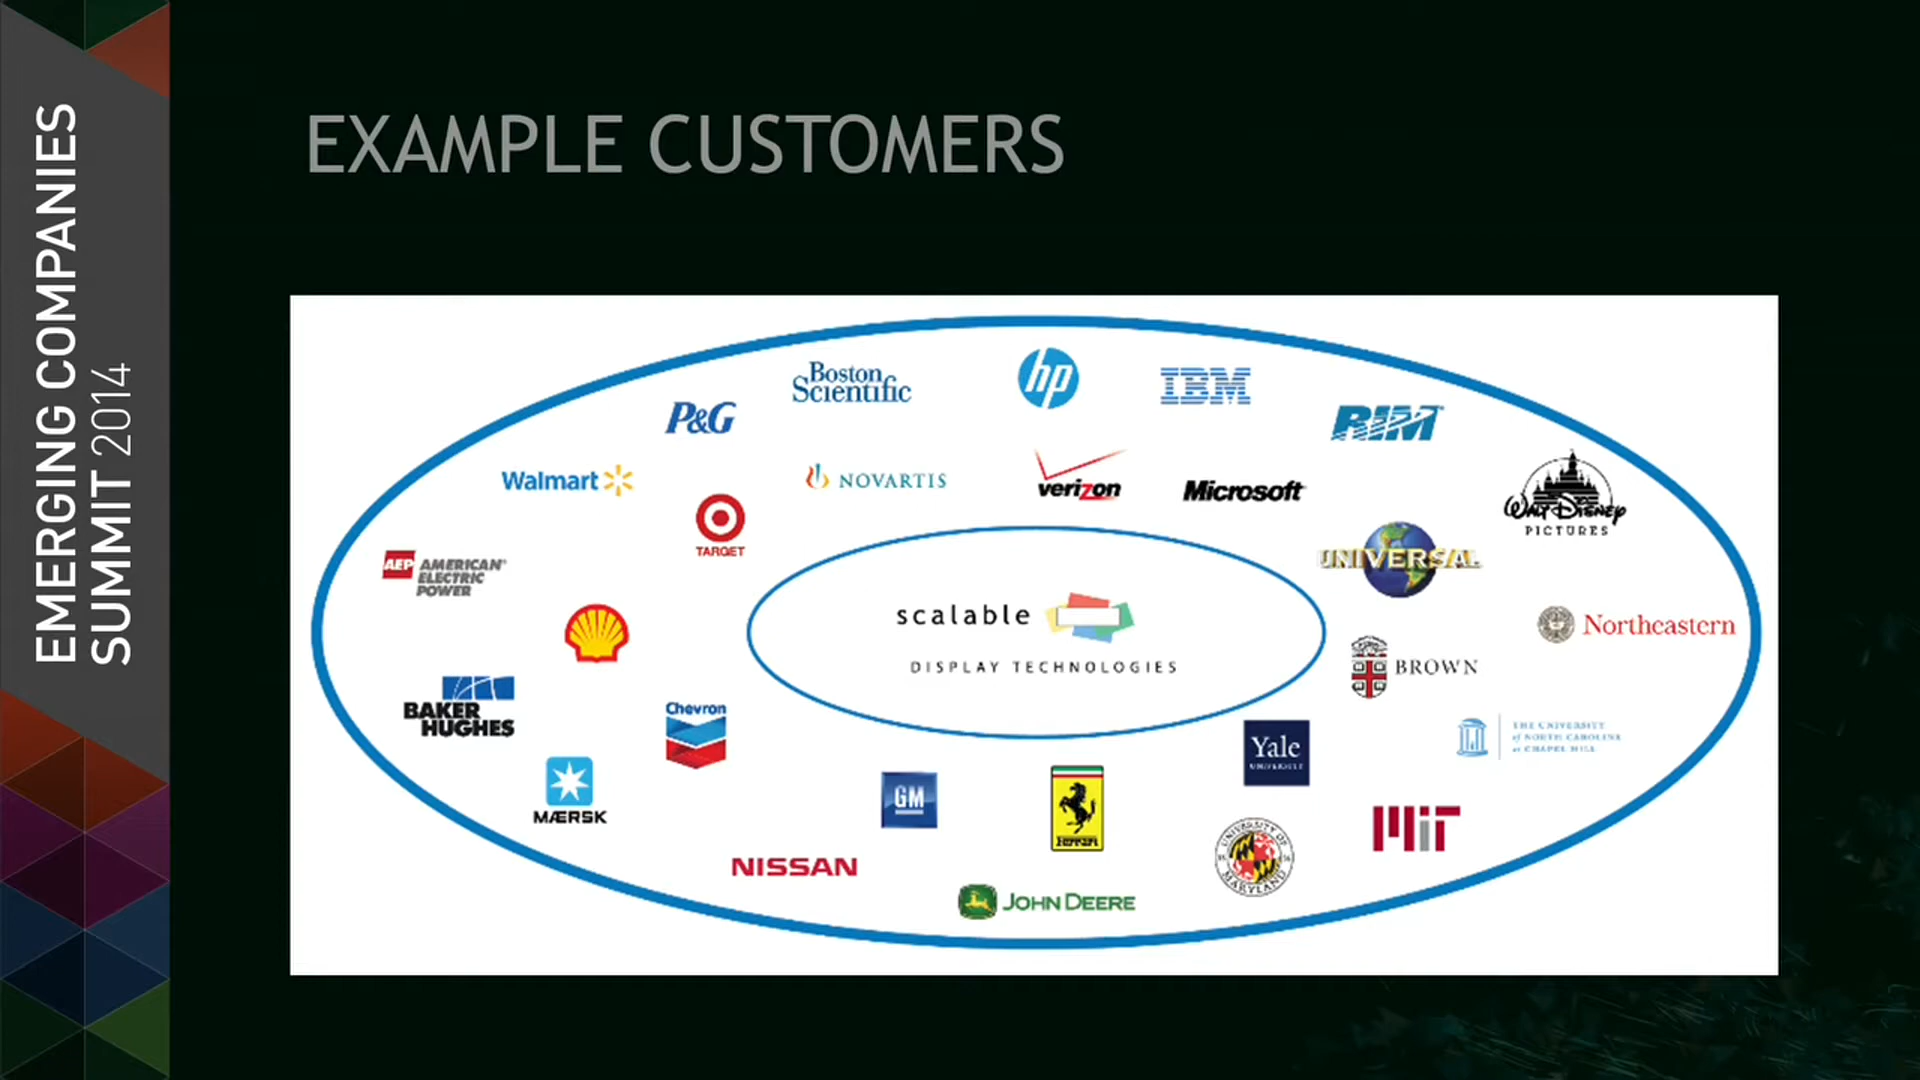 EMERGING COMPANIES
SUMMIT 2014
EXAMPLE CUSTOMERS
Boston
Scientific
hp
IBM
P&G
RIM
Walmart
NOVARTIS
verizon
Microsoft
WALT DISNEY
PICTURES
TARGET
UNIVERSAL
AEP AMERICAN®
ELECTRIC
POWER
scalable
DISPLAY TECHNOLOGIES
Northeastern
BROWN
BAKER
HUGHES
Chevron
Yale
UNIVERSITY
THE UNIVERSITY
of NORTH CAROLINA
at CHAPEL HILL
MÆRSK
GM
Ferrari
MIT
UNIVERSITY OF
MARYLAND
NISSAN
JOHN DEERE